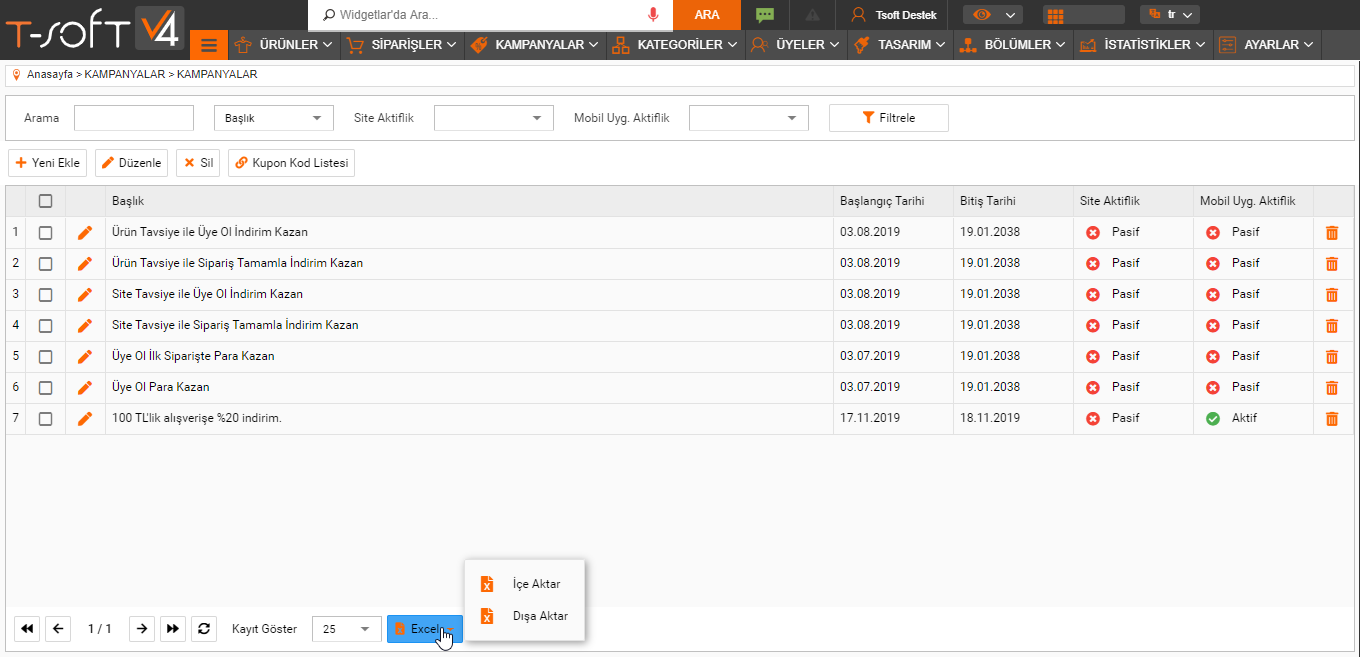 T-SOFT V4
Widgetlar'da Ara...
ARA
Tsoft Destek
tr
ÜRÜNLER
SİPARİŞLER
KAMPANYALAR
KATEGORİLER
ÜYELER
TASARIM
BÖLÜMLER
İSTATİSTİKLER
AYARLAR
Anasayfa > KAMPANYALAR > KAMPANYALAR
Arama
Başlık
Site Aktiflik
Mobil Uyg. Aktiflik
Filtrele
Yeni Ekle
Düzenle
Sil
Kupon Kod Listesi
Başlık Başlangıç Tarihi Bitiş Tarihi Site Aktiflik Mobil Uyg. Aktiflik
1 Ürün Tavsiye ile Üye Ol İndirim Kazan 03.08.2019 19.01.2038 Pasif Pasif
2 Ürün Tavsiye ile Sipariş Tamamla İndirim Kazan 03.08.2019 19.01.2038 Pasif Pasif
3 Site Tavsiye ile Üye Ol İndirim Kazan 03.08.2019 19.01.2038 Pasif Pasif
4 Site Tavsiye ile Sipariş Tamamla İndirim Kazan 03.08.2019 19.01.2038 Pasif Pasif
5 Üye Ol İlk Siparişte Para Kazan 03.07.2019 19.01.2038 Pasif Pasif
6 Üye Ol Para Kazan 03.07.2019 19.01.2038 Pasif Pasif
7 100 TL'lik alışverişe %20 indirim. 17.11.2019 18.11.2019 Pasif Aktif
İçe Aktar
Dışa Aktar
1 / 1
Kayıt Göster
25
Excel